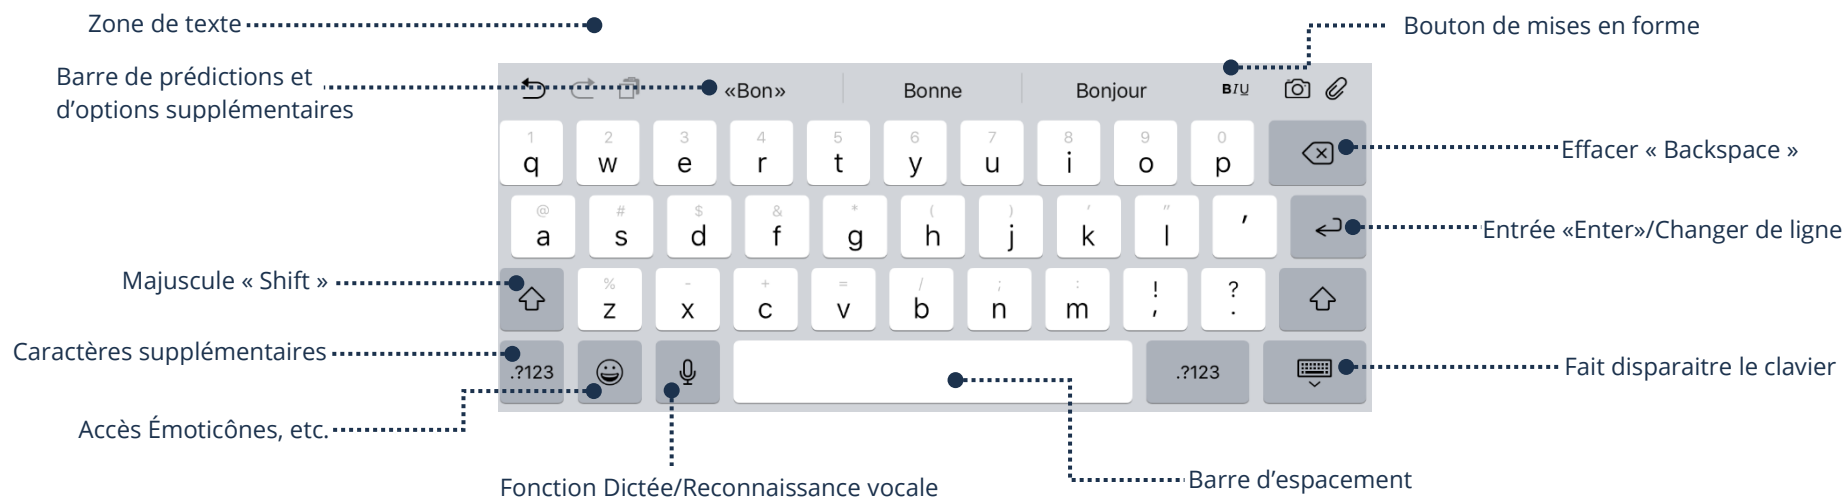 Zone de texte
Bouton de mises en forme
Barre de prédictions et
d'options supplémentaires
«Bon» Bonne Bonjour BIU
1 2 3 4 5 6 7 8 9 0
q w e r t y u i o p
Effacer « Backspace »
@ # $ & * ( ) ' "
a s d f g h j k l ,
Entrée «Enter»/Changer de ligne
Majuscule « Shift »
% - + = / ; : ! ?
z x c v b n m , .
Caractères supplémentaires
.?123 .?123
Fait disparaitre le clavier
Accès Émoticônes, etc.
Fonction Dictée/Reconnaissance vocale
Barre d'espacement